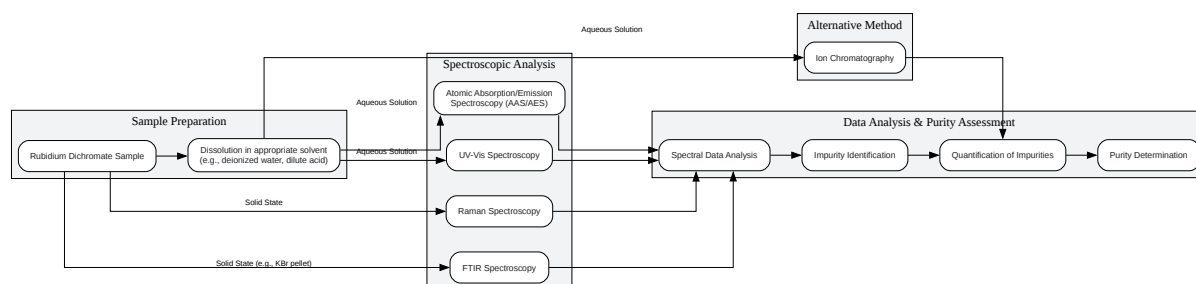 Alternative Method
Aqueous Solution
Ion Chromatography
Spectroscopic Analysis
Atomic Absorption/Emission
Spectroscopy (AAS/AES)
Aqueous Solution
Sample Preparation
Data Analysis & Purity Assessment
Rubidium Dichromate Sample
Dissolution in appropriate solvent
(e.g., deionized water, dilute acid)
Aqueous Solution
UV-Vis Spectroscopy
Spectral Data Analysis
Impurity Identification
Quantification of Impurities
Purity Determination
Solid State
Raman Spectroscopy
Solid State (e.g., KBr pellet)
FTIR Spectroscopy